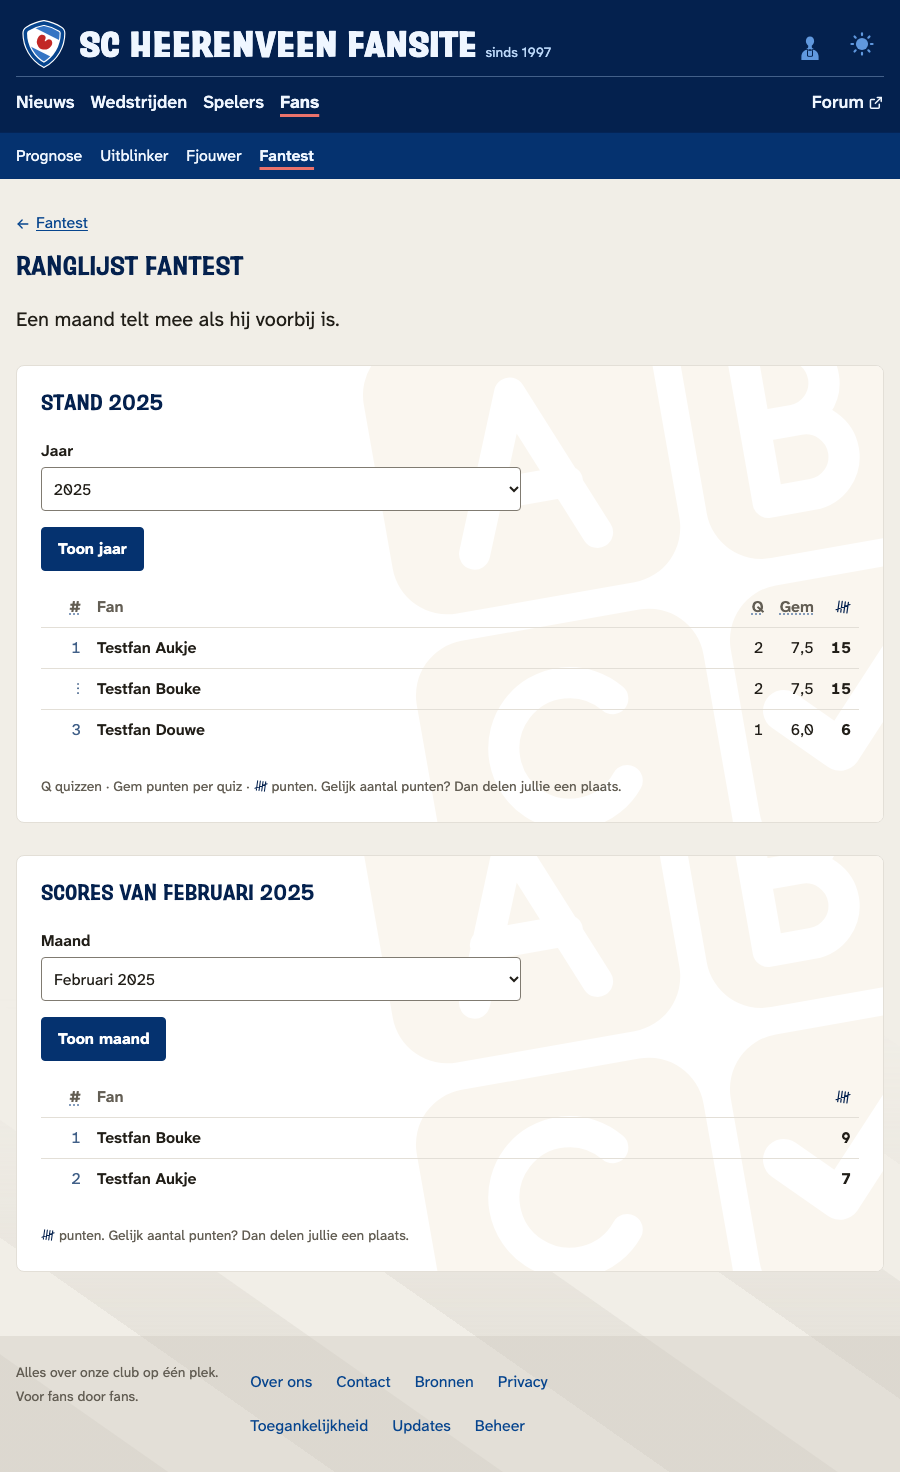 SC HEERENVEEN FANSITE sinds 1997
Nieuws Wedstrijden Spelers Fans Forum
Prognose Uitblinker Fjouwer Fantest
← Fantest
RANGLIJST FANTEST
Een maand telt mee als hij voorbij is.
STAND 2025
Jaar
2025
Toon jaar
# Fan Q Gem
1 Testfan Aukje 2 7,5 15
⋮ Testfan Bouke 2 7,5 15
3 Testfan Douwe 1 6,0 6
Q quizzen · Gem punten per quiz · punten. Gelijk aantal punten? Dan delen jullie een plaats.
SCORES VAN FEBRUARI 2025
Maand
Februari 2025
Toon maand
# Fan
1 Testfan Bouke 9
2 Testfan Aukje 7
punten. Gelijk aantal punten? Dan delen jullie een plaats.
Alles over onze club op één plek.
Voor fans door fans.
Over ons Contact Bronnen Privacy
Toegankelijkheid Updates Beheer
A B
C
A B
C